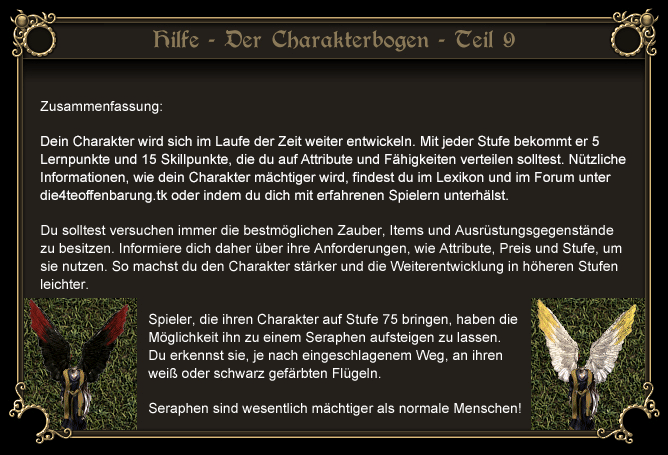 Hilfe - Der Charakterbogen - Teil 9
Zusammenfassung:
Dein Charakter wird sich im Laufe der Zeit weiter entwickeln. Mit jeder Stufe bekommt er 5
Lernpunkte und 15 Skillpunkte, die du auf Attribute und Fähigkeiten verteilen solltest. Nützliche
Informationen, wie dein Charakter mächtiger wird, findest du im Lexikon und im Forum unter
die4teoffenbarung.tk oder indem du dich mit erfahrenen Spielern unterhälst.
Du solltest versuchen immer die bestmöglichen Zauber, Items und Ausrüstungsgegenstände
zu besitzen. Informiere dich daher über ihre Anforderungen, wie Attribute, Preis und Stufe, um
sie nutzen. So machst du den Charakter stärker und die Weiterentwicklung in höheren Stufen
leichter.
Spieler, die ihren Charakter auf Stufe 75 bringen, haben die
Möglichkeit ihn zu einem Seraphen aufsteigen zu lassen.
Du erkennst sie, je nach eingeschlagenem Weg, an ihren
weiß oder schwarz gefärbten Flügeln.
Seraphen sind wesentlich mächtiger als normale Menschen!